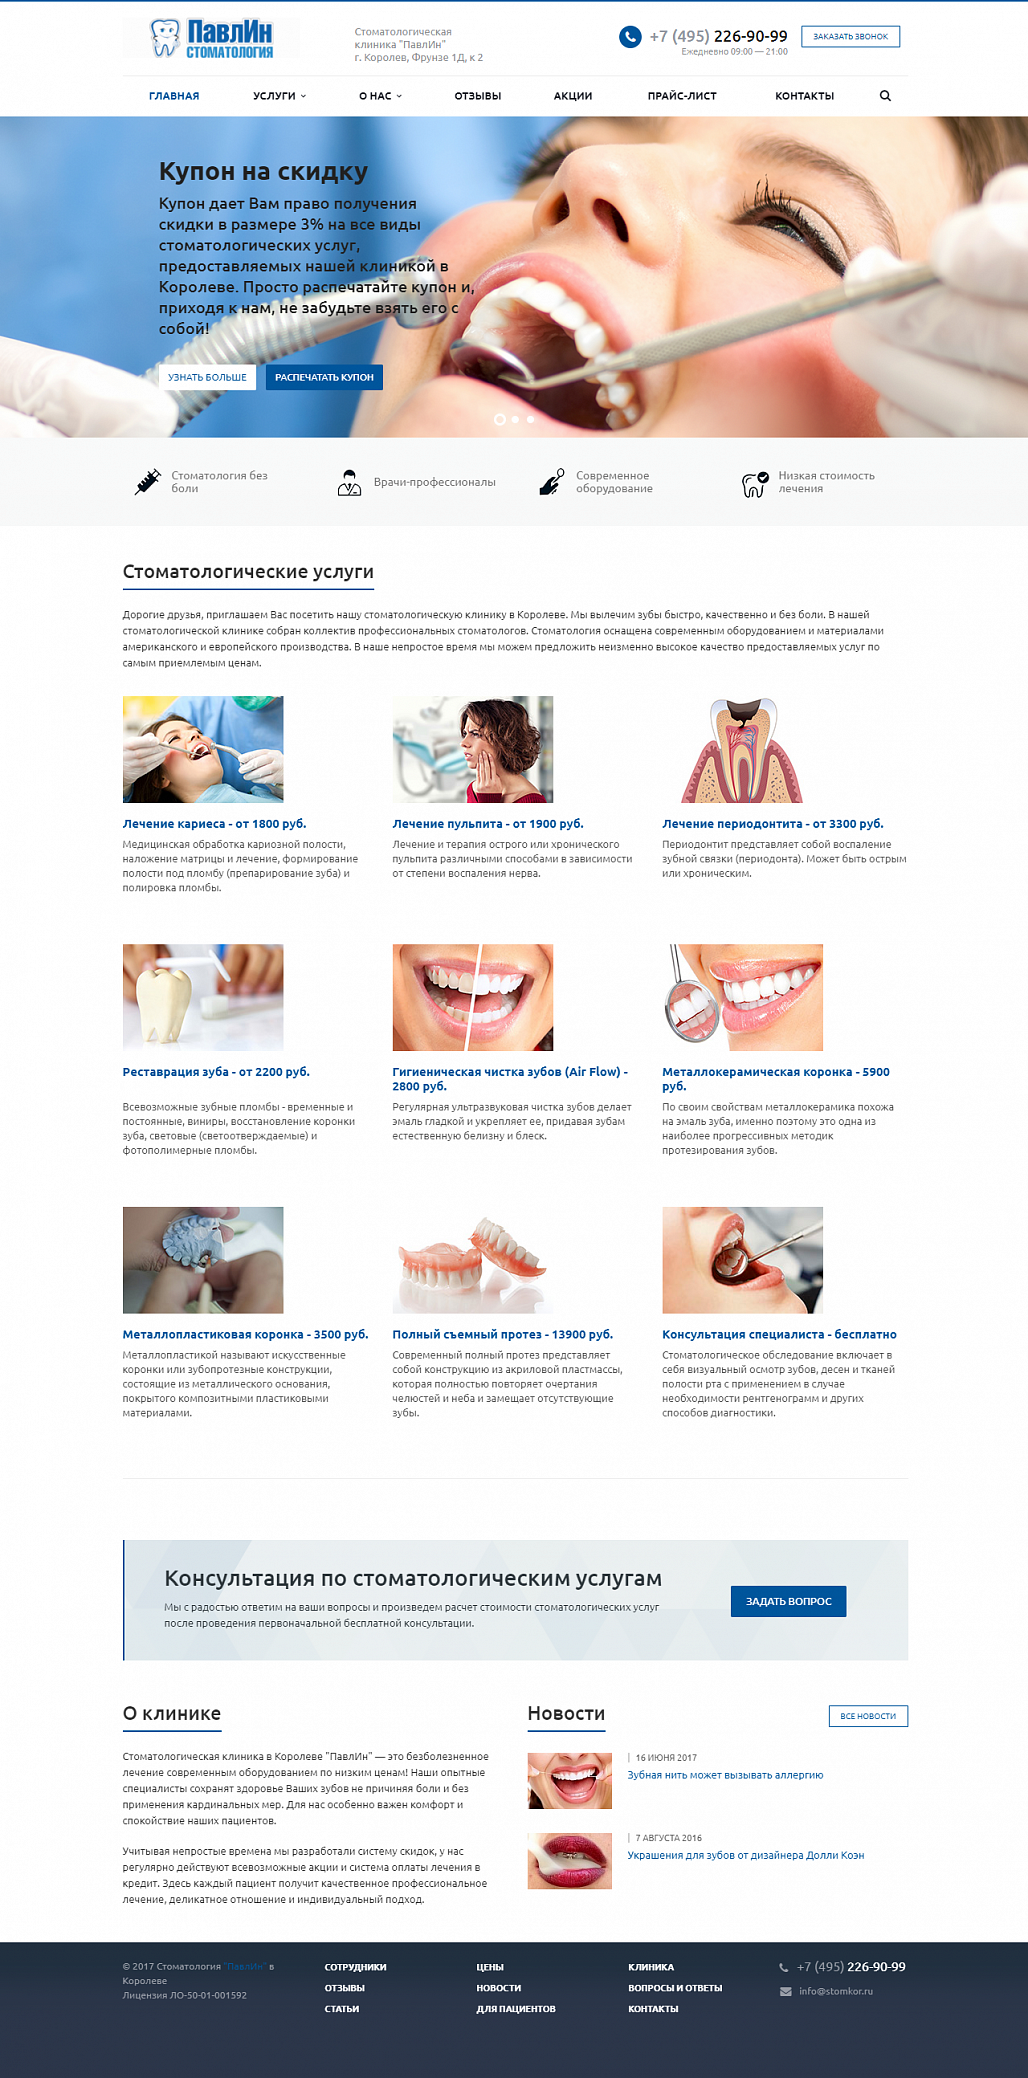 ПавлИн
СТОМАТОЛОГИЯ
Стоматологическая
клиника "ПавлИн"
г. Королев, Фрунзе 1Д, к 2
+7 (495) 226-90-99
Ежедневно 09:00 — 21:00
ЗАКАЗАТЬ ЗВОНОК
ГЛАВНАЯ УСЛУГИ О НАС ОТЗЫВЫ АКЦИИ ПРАЙС-ЛИСТ КОНТАКТЫ
Купон на скидку
Купон дает Вам право получения
скидки в размере 3% на все виды
стоматологических услуг,
предоставляемых нашей клиникой в
Королеве. Просто распечатайте купон и,
приходя к нам, не забудьте взять его с
собой!
УЗНАТЬ БОЛЬШЕ РАСПЕЧАТАТЬ КУПОН
Стоматология без
боли
Врачи-профессионалы
Современное
оборудование
Низкая стоимость
лечения
Стоматологические услуги
Дорогие друзья, приглашаем Вас посетить нашу стоматологическую клинику в Королеве. Мы вылечим зубы быстро, качественно и без боли. В нашей
стоматологической клинике собран коллектив профессиональных стоматологов. Стоматология оснащена современным оборудованием и материалами
американского и европейского производства. В наше непростое время мы можем предложить неизменно высокое качество предоставляемых услуг по
самым приемлемым ценам.
Лечение кариеса - от 1800 руб.
Медицинская обработка кариозной полости,
наложение матрицы и лечение, формирование
полости под пломбу (препарирование зуба) и
полировка пломбы.
Лечение пульпита - от 1900 руб.
Лечение и терапия острого или хронического
пульпита различными способами в зависимости
от степени воспаления нерва.
Лечение периодонтита - от 3300 руб.
Периодонтит представляет собой воспаление
зубной связки (периодонта). Может быть острым
или хроническим.
Реставрация зуба - от 2200 руб.
Всевозможные зубные пломбы - временные и
постоянные, виниры, восстановление коронки
зуба, световые (светоотверждаемые) и
фотополимерные пломбы.
Гигиеническая чистка зубов (Air Flow) -
2800 руб.
Регулярная ультразвуковая чистка зубов делает
эмаль гладкой и укрепляет ее, придавая зубам
естественную белизну и блеск.
Металлокерамическая коронка - 5900
руб.
По своим свойствам металлокерамика похожа
на эмаль зуба, именно поэтому это одна из
наиболее прогрессивных методик
протезирования зубов.
Металлопластиковая коронка - 3500 руб.
Металлопластикой называют искусственные
коронки или зубопротезные конструкции,
состоящие из металлического основания,
покрытого композитными пластиковыми
материалами.
Полный съемный протез - 13900 руб.
Современный полный протез представляет
собой конструкцию из акриловой пластмассы,
которая полностью повторяет очертания
челюстей и неба и замещает отсутствующие
зубы.
Консультация специалиста - бесплатно
Стоматологическое обследование включает в
себя визуальный осмотр зубов, десен и тканей
полости рта с применением в случае
необходимости рентгенограмм и других
способов диагностики.
Консультация по стоматологическим услугам
Мы с радостью ответим на ваши вопросы и произведем расчет стоимости стоматологических услуг
после проведения первоначальной бесплатной консультации.
ЗАДАТЬ ВОПРОС
О клинике
Стоматологическая клиника в Королеве "ПавлИн" — это безболезненное
лечение современным оборудованием по низким ценам! Наши опытные
специалисты сохранят здоровье Ваших зубов не причиняя боли и без
применения кардинальных мер. Для нас особенно важен комфорт и
спокойствие наших пациентов.
Учитывая непростые времена мы разработали систему скидок, у нас
регулярно действуют всевозможные акции и система оплаты лечения в
кредит. Здесь каждый пациент получит качественное профессиональное
лечение, деликатное отношение и индивидуальный подход.
Новости
ВСЕ НОВОСТИ
16 ИЮНЯ 2017
Зубная нить может вызывать аллергию
7 АВГУСТА 2016
Украшения для зубов от дизайнера Долли Коэн
© 2017 Стоматология "ПавлИн" в
Королеве
Лицензия ЛО-50-01-001592
СОТРУДНИКИ
ОТЗЫВЫ
СТАТЬИ
ЦЕНЫ
НОВОСТИ
ДЛЯ ПАЦИЕНТОВ
КЛИНИКА
ВОПРОСЫ И ОТВЕТЫ
КОНТАКТЫ
+7 (495) 226-90-99
info@stomkor.ru